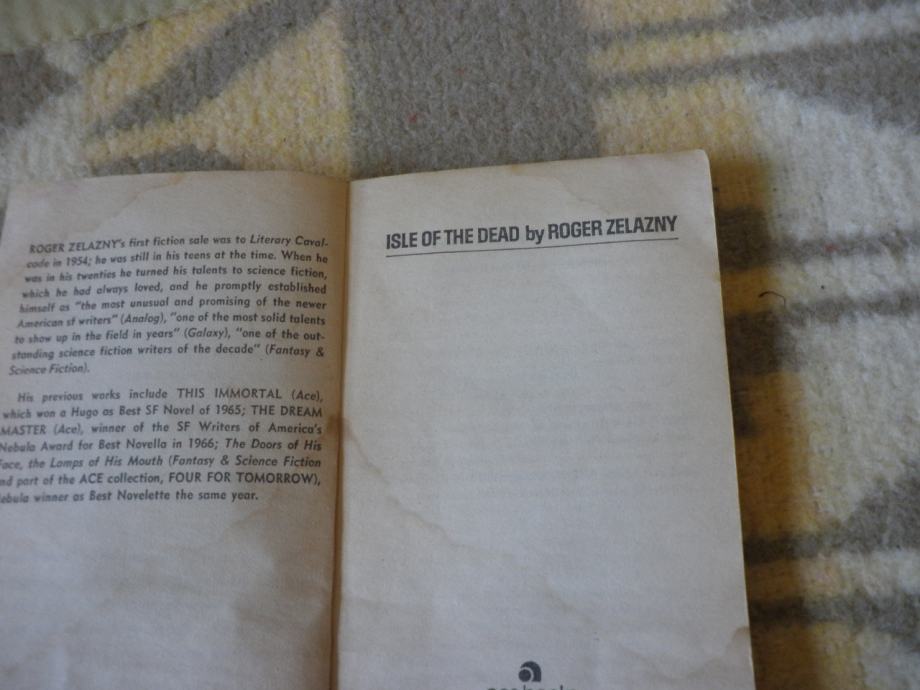 ROGER ZELAZNY's first fiction sale was to Literary Caval-
cade in 1954; he was still in his teens at the time. When he
was in his twenties he turned his talents to science fiction,
which he had always loved, and he promptly established
himself as "the most unusual and promising of the newer
American sf writers" (Analog), "one of the most solid talents
to show up in the field in years" (Galaxy), "one of the out-
standing science fiction writers of the decade" (Fantasy &
Science Fiction).
His previous works include THIS IMMORTAL (Ace),
which won a Hugo as Best SF Novel of 1965; THE DREAM
MASTER (Ace), winner of the SF Writers of America's
Nebula Award for Best Novella in 1966; The Doors of His
Face, the Lamps of His Mouth (Fantasy & Science Fiction
nd part of the ACE collection, FOUR FOR TOMORROW),
ebula winner as Best Novelette the same year.
ISLE OF THE DEAD by ROGER ZELAZNY